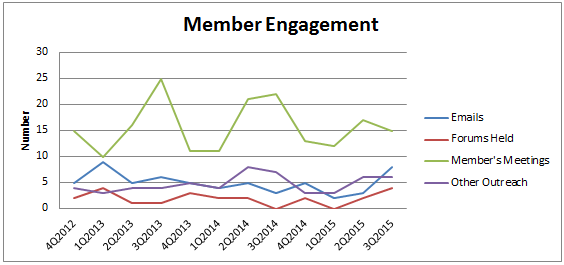 Member Engagement
30
25
20
15
10
5
0
Number
4Q2012
1Q2013
2Q2013
3Q2013
4Q2013
1Q2014
2Q2014
3Q2014
4Q2014
1Q2015
2Q2015
3Q2015
Emails
Forums Held
Member's Meetings
Other Outreach